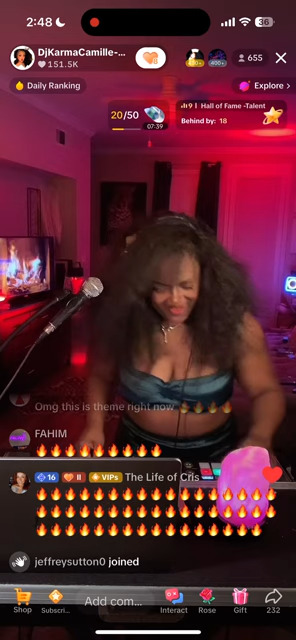 2:48
36
DjKarmaCamille-...
151.5K
655
Daily Ranking
Explore >
20/50
07:39
Hall of Fame -Talent
Behind by: 18
Omg this is theme right now
FAHIM
🔥🔥🔥🔥🔥🔥🔥🔥🔥
16 II VIPs The Life of Cris
jeffreysutton0 joined
Add com...
Shop
Subscri...
Interact
Rose
Gift
232